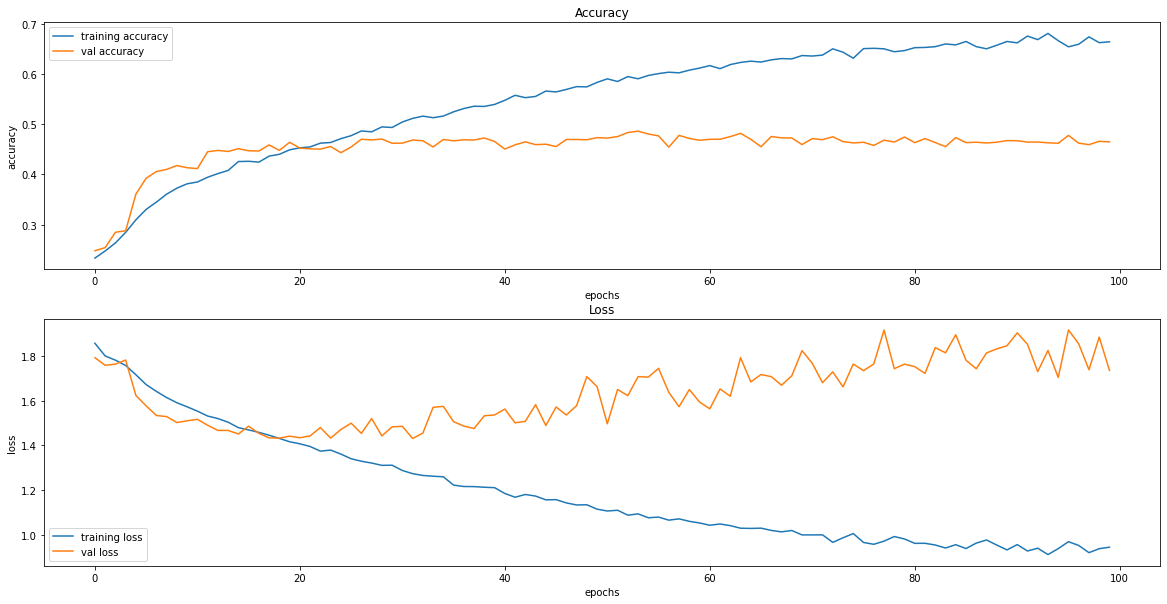 Accuracy
training accuracy
val accuracy
accuracy
0.7
0.6
0.5
0.4
0.3
0 20 40 60 80 100
epochs
Loss
training loss
val loss
loss
1.8
1.6
1.4
1.2
1.0
0 20 40 60 80 100
epochs